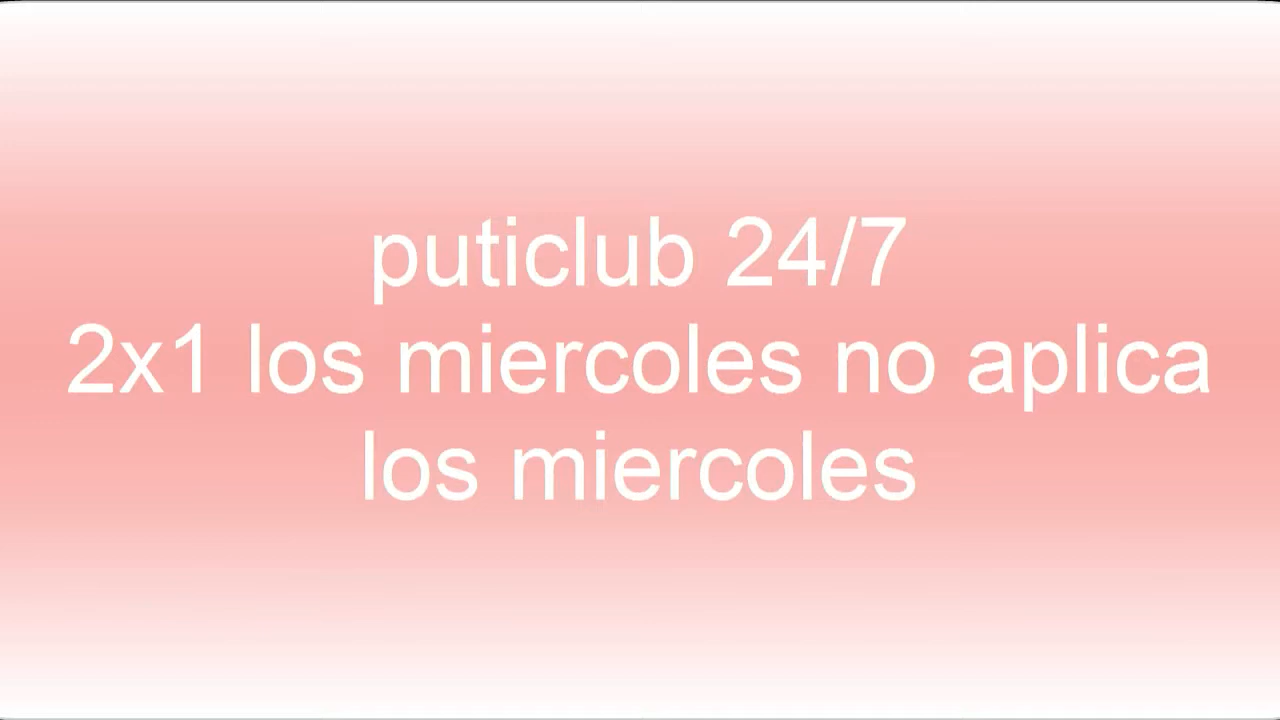 puticlub 24/7
2x1 los miercoles no aplica
los miercoles